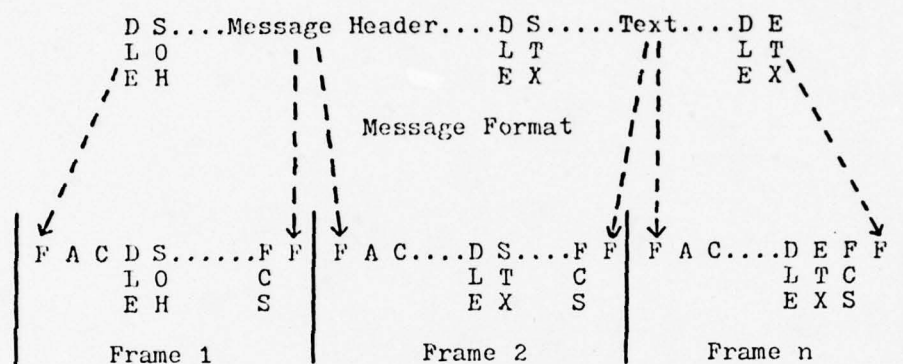 D S....Message Header....D S......Text....D E
L O L T L T
E H E X E X
Message Format
F A C D S......F F F A C....D S....F F F A C....D E F F
L O C L T C L T C
E H S E X S E X S
Frame 1 Frame 2 Frame n